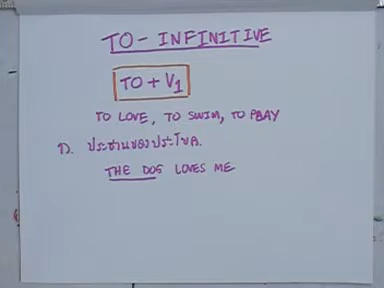 TO - INFINITIVE
TO + V1
TO LOVE, TO SWIM, TO PLAY
1). ประธานของประโยค.
THE DOG LOVES ME